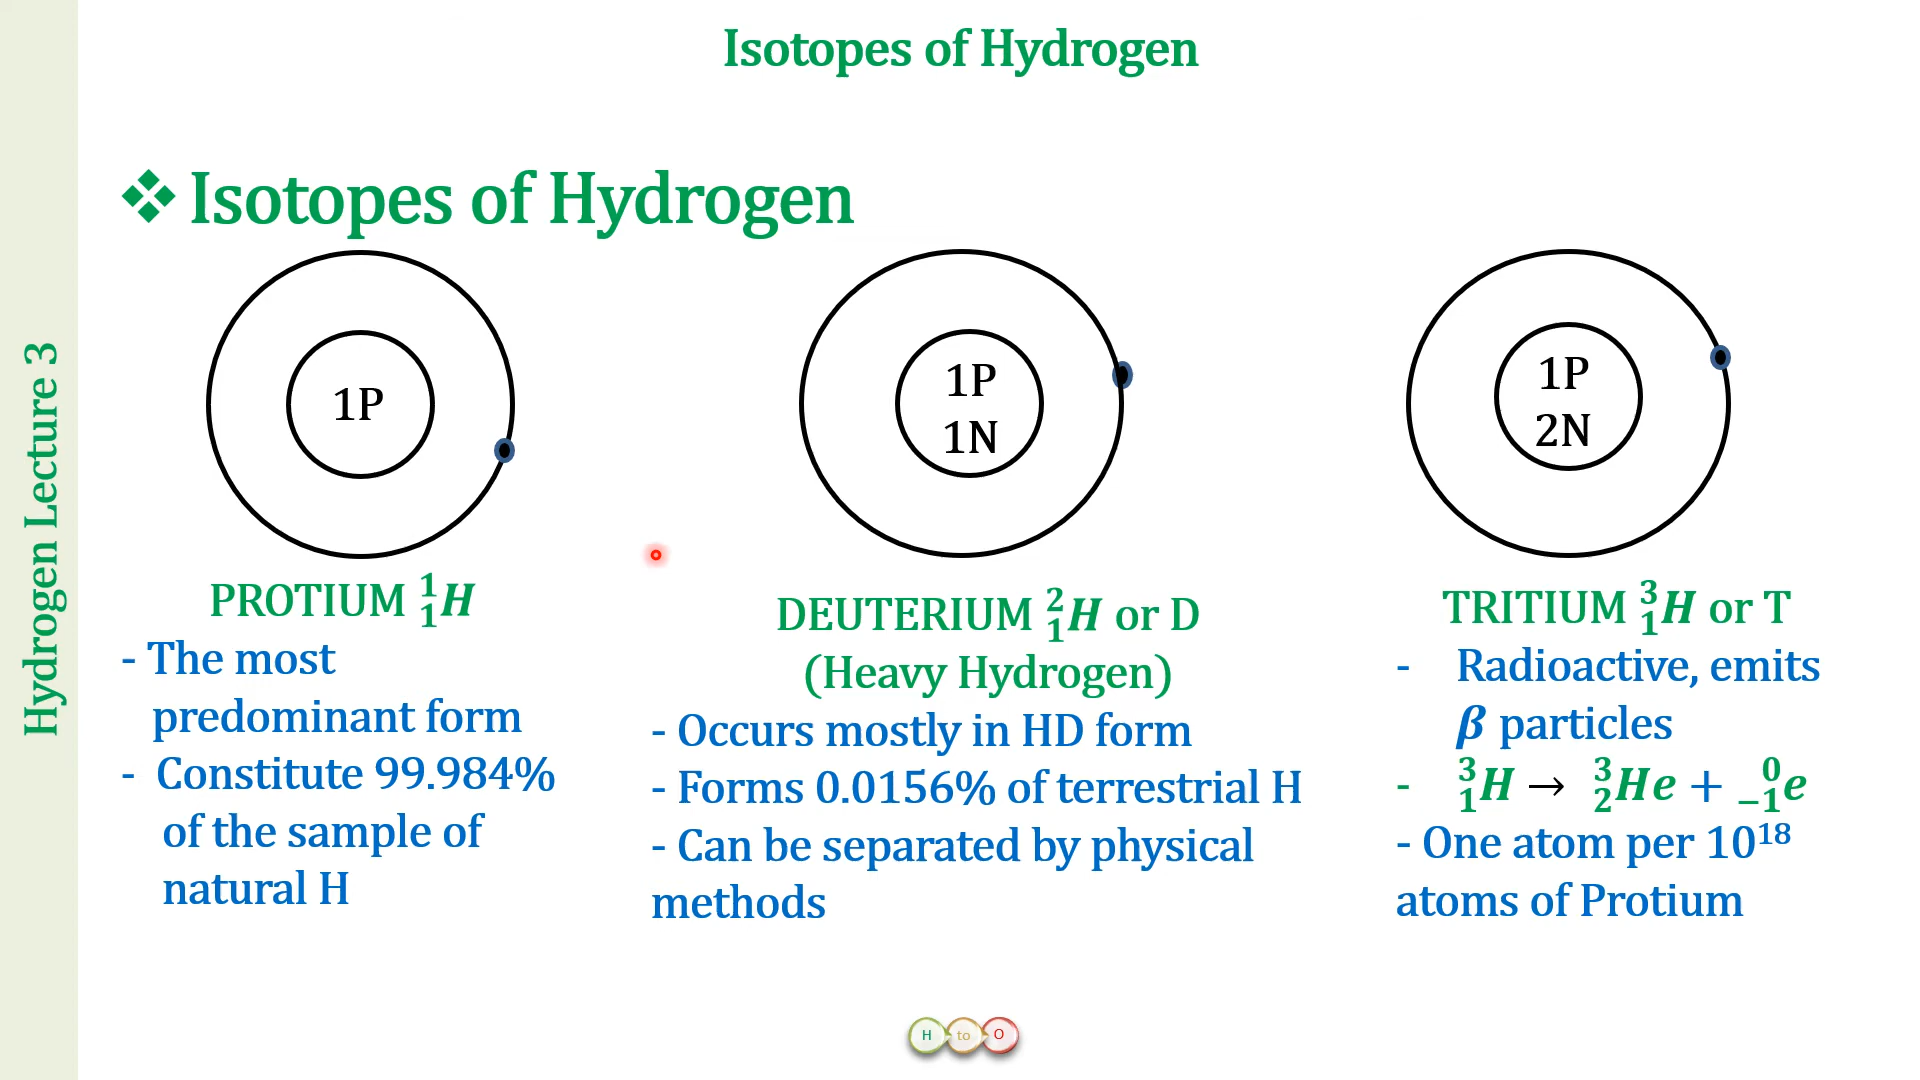 Isotopes of Hydrogen
Hydrogen Lecture 3
❖ Isotopes of Hydrogen
1P
1P
1N
1P
2N
PROTIUM ¹₁H
- The most
predominant form
- Constitute 99.984%
of the sample of
natural H
DEUTERIUM ²₁H or D
(Heavy Hydrogen)
- Occurs mostly in HD form
- Forms 0.0156% of terrestrial H
- Can be separated by physical
methods
TRITIUM ³₁H or T
- Radioactive, emits
β particles
- ³₁H → ³₂He + ⁰₋₁e
- One atom per 10¹⁸
atoms of Protium
H to O